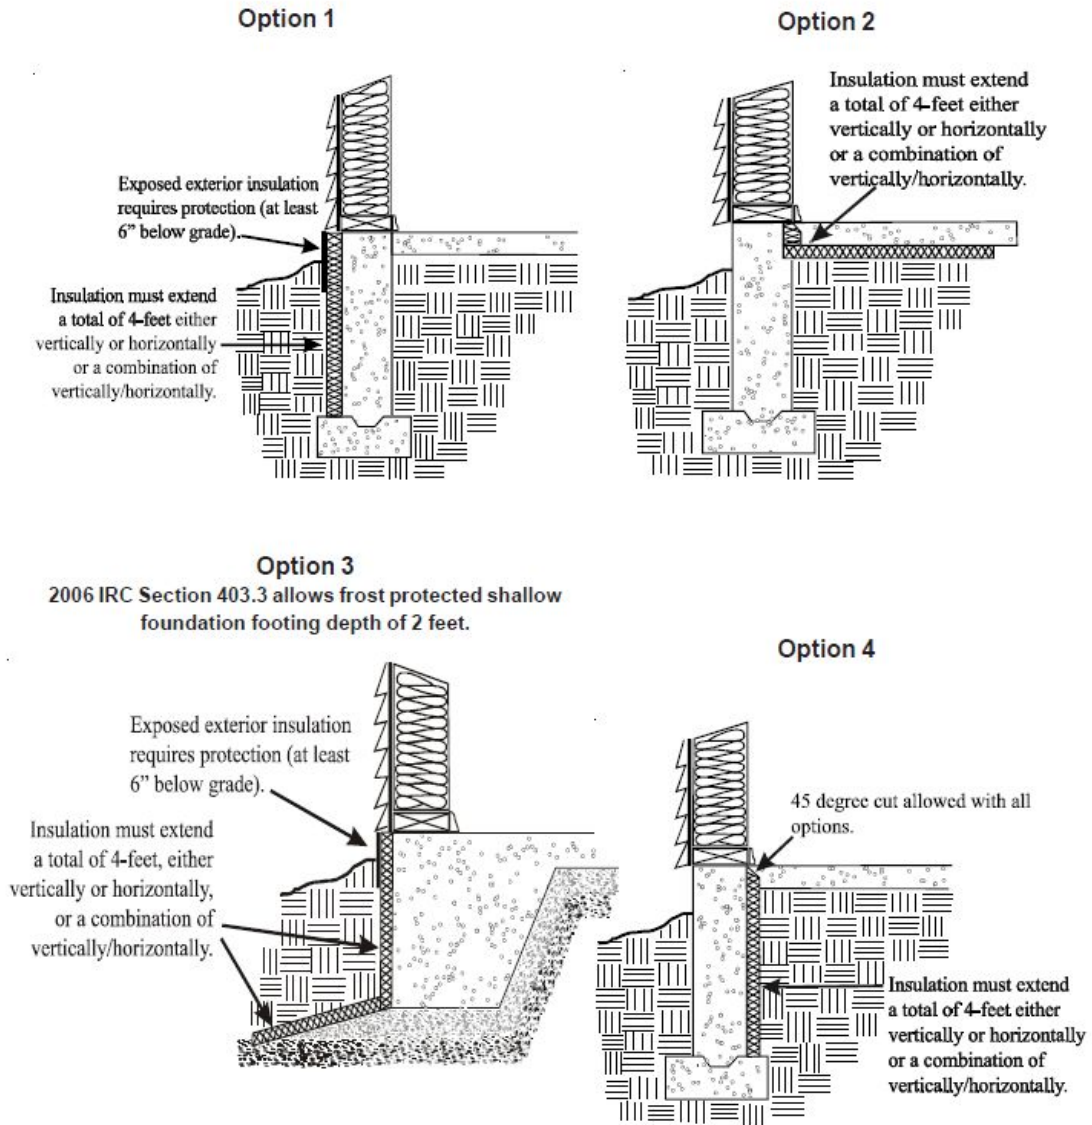 Option 1
Exposed exterior insulation
requires protection (at least
6” below grade).
Insulation must extend
a total of 4-feet either
vertically or horizontally
or a combination of
vertically/horizontally.
Option 2
Insulation must extend
a total of 4-feet either
vertically or horizontally
or a combination of
vertically/horizontally.
Option 3
2006 IRC Section 403.3 allows frost protected shallow
foundation footing depth of 2 feet.
Exposed exterior insulation
requires protection (at least
6” below grade).
Insulation must extend
a total of 4-feet, either
vertically or horizontally,
or a combination of
vertically/horizontally.
Option 4
45 degree cut allowed with all
options.
Insulation must extend
a total of 4-feet either
vertically or horizontally
or a combination of
vertically/horizontally.